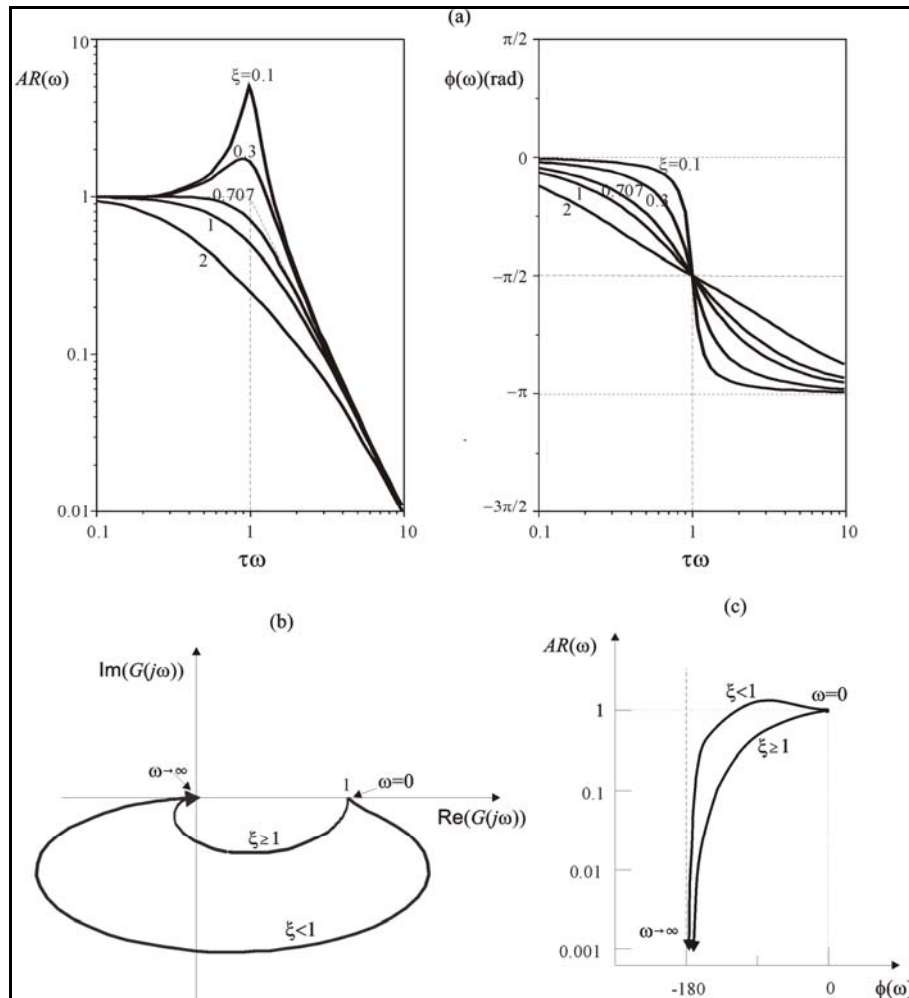 (a)
10
AR(ω)
ξ=0.1
0.3
1
0.707
1
2
0.1
0.01
0.1
1
10
τω
π/2
ϕ(ω)(rad)
0
ξ=0.1
0.707
0.3
1
2
−π/2
−π
−3π/2
0.1
1
10
τω
(b)
Im(G(jω))
ω→∞
1
ω=0
Re(G(jω))
ξ≥1
ξ<1
(c)
AR(ω)
ξ<1
ω=0
1
ξ≥1
0.1
0.01
ω→∞
0.001
-180
0
ϕ(ω)